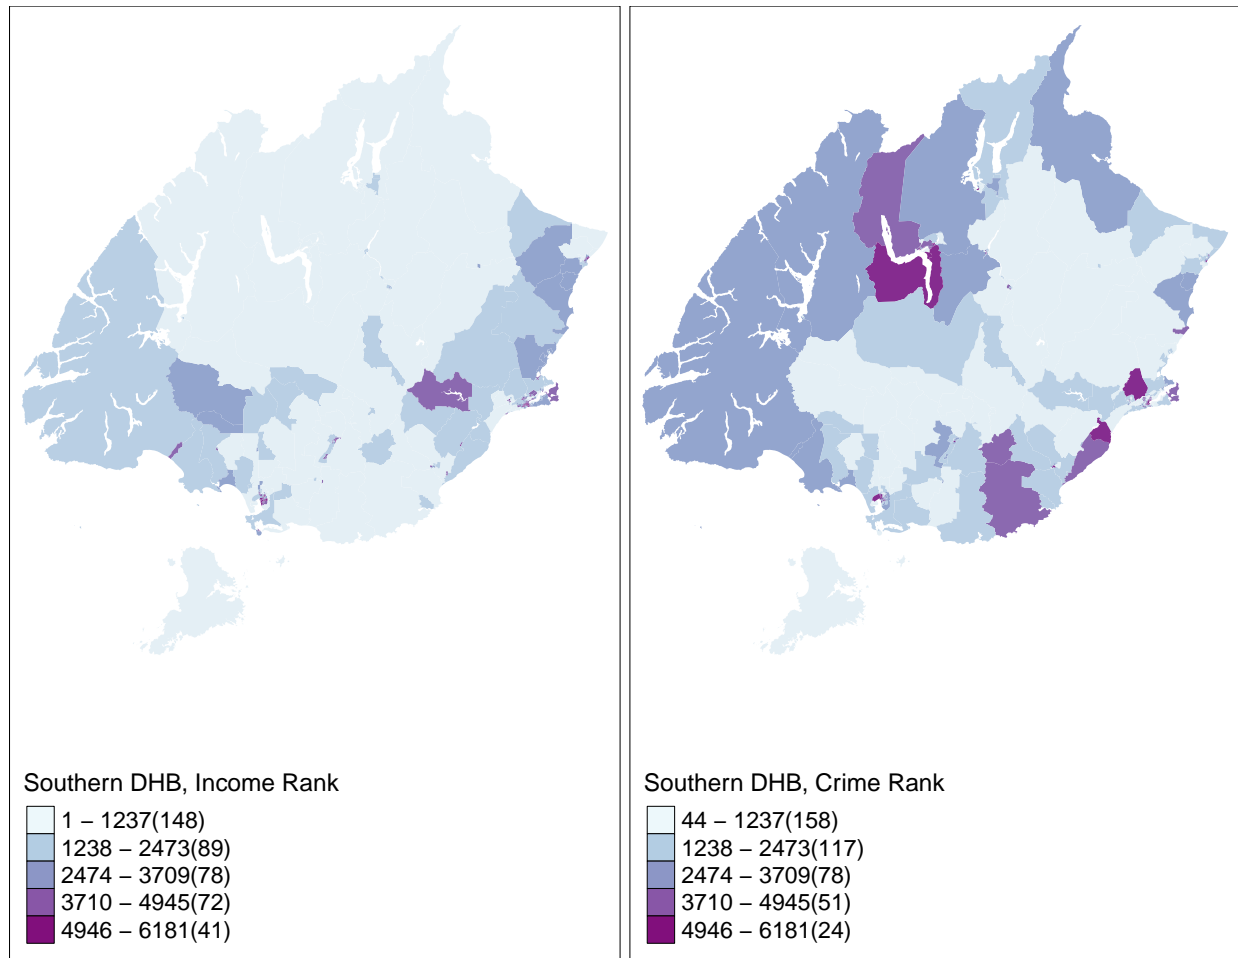 Southern DHB, Income Rank
1 – 1237(148)
1238 – 2473(89)
2474 – 3709(78)
3710 – 4945(72)
4946 – 6181(41)
Southern DHB, Crime Rank
44 – 1237(158)
1238 – 2473(117)
2474 – 3709(78)
3710 – 4945(51)
4946 – 6181(24)